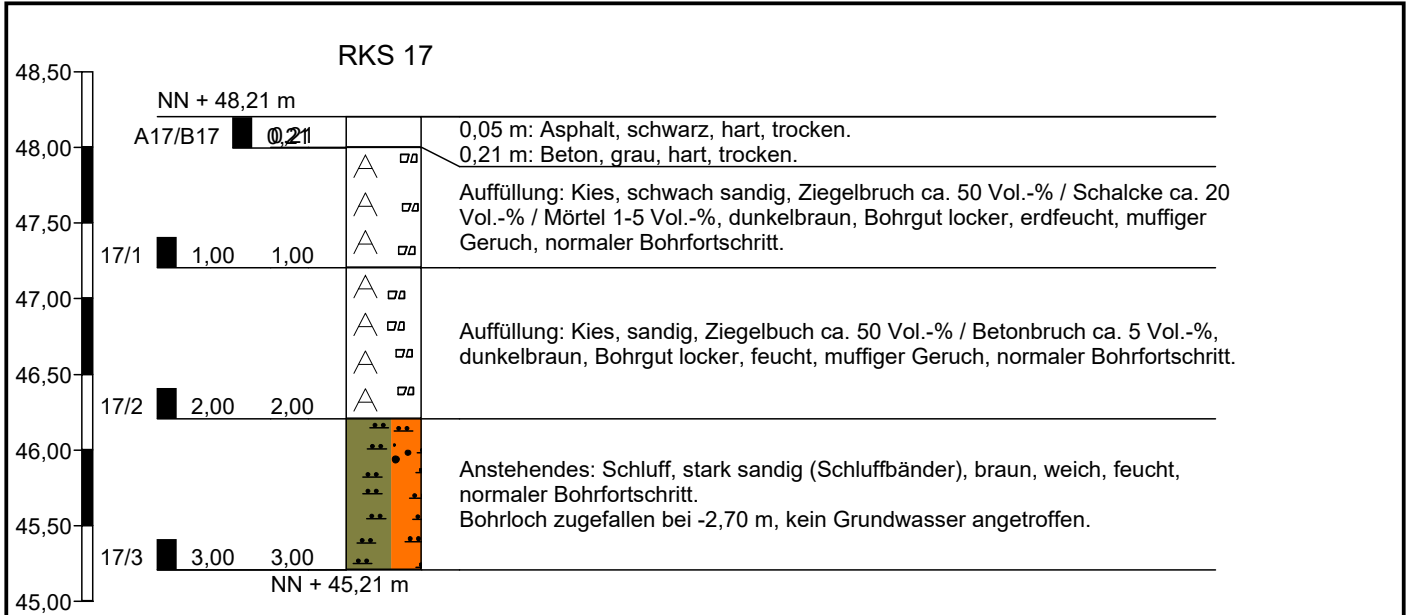 RKS 17
48,50
NN + 48,21 m
A17/B17 0,21 0,21
0,05 m: Asphalt, schwarz, hart, trocken.
48,00
0,21 m: Beton, grau, hart, trocken.
Auffüllung: Kies, schwach sandig, Ziegelbruch ca. 50 Vol.-% / Schalcke ca. 20
Vol.-% / Mörtel 1-5 Vol.-%, dunkelbraun, Bohrgut locker, erdfeucht, muffiger
Geruch, normaler Bohrfortschritt.
47,50
17/1 1,00 1,00
47,00
Auffüllung: Kies, sandig, Ziegelbuch ca. 50 Vol.-% / Betonbruch ca. 5 Vol.-%,
dunkelbraun, Bohrgut locker, feucht, muffiger Geruch, normaler Bohrfortschritt.
46,50
17/2 2,00 2,00
46,00
Anstehendes: Schluff, stark sandig (Schluffbänder), braun, weich, feucht,
normaler Bohrfortschritt.
Bohrloch zugefallen bei -2,70 m, kein Grundwasser angetroffen.
45,50
17/3 3,00 3,00
NN + 45,21 m
45,00